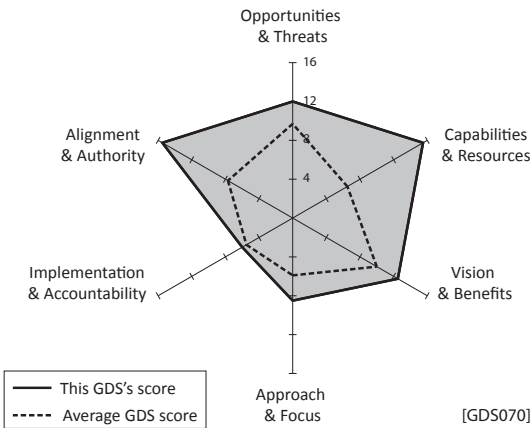 Opportunities
& Threats
16
12
8
4
Alignment
& Authority
Capabilities
& Resources
Implementation
& Accountability
Vision
& Benefits
Approach
& Focus
This GDS's score
Average GDS score
[GDS070]